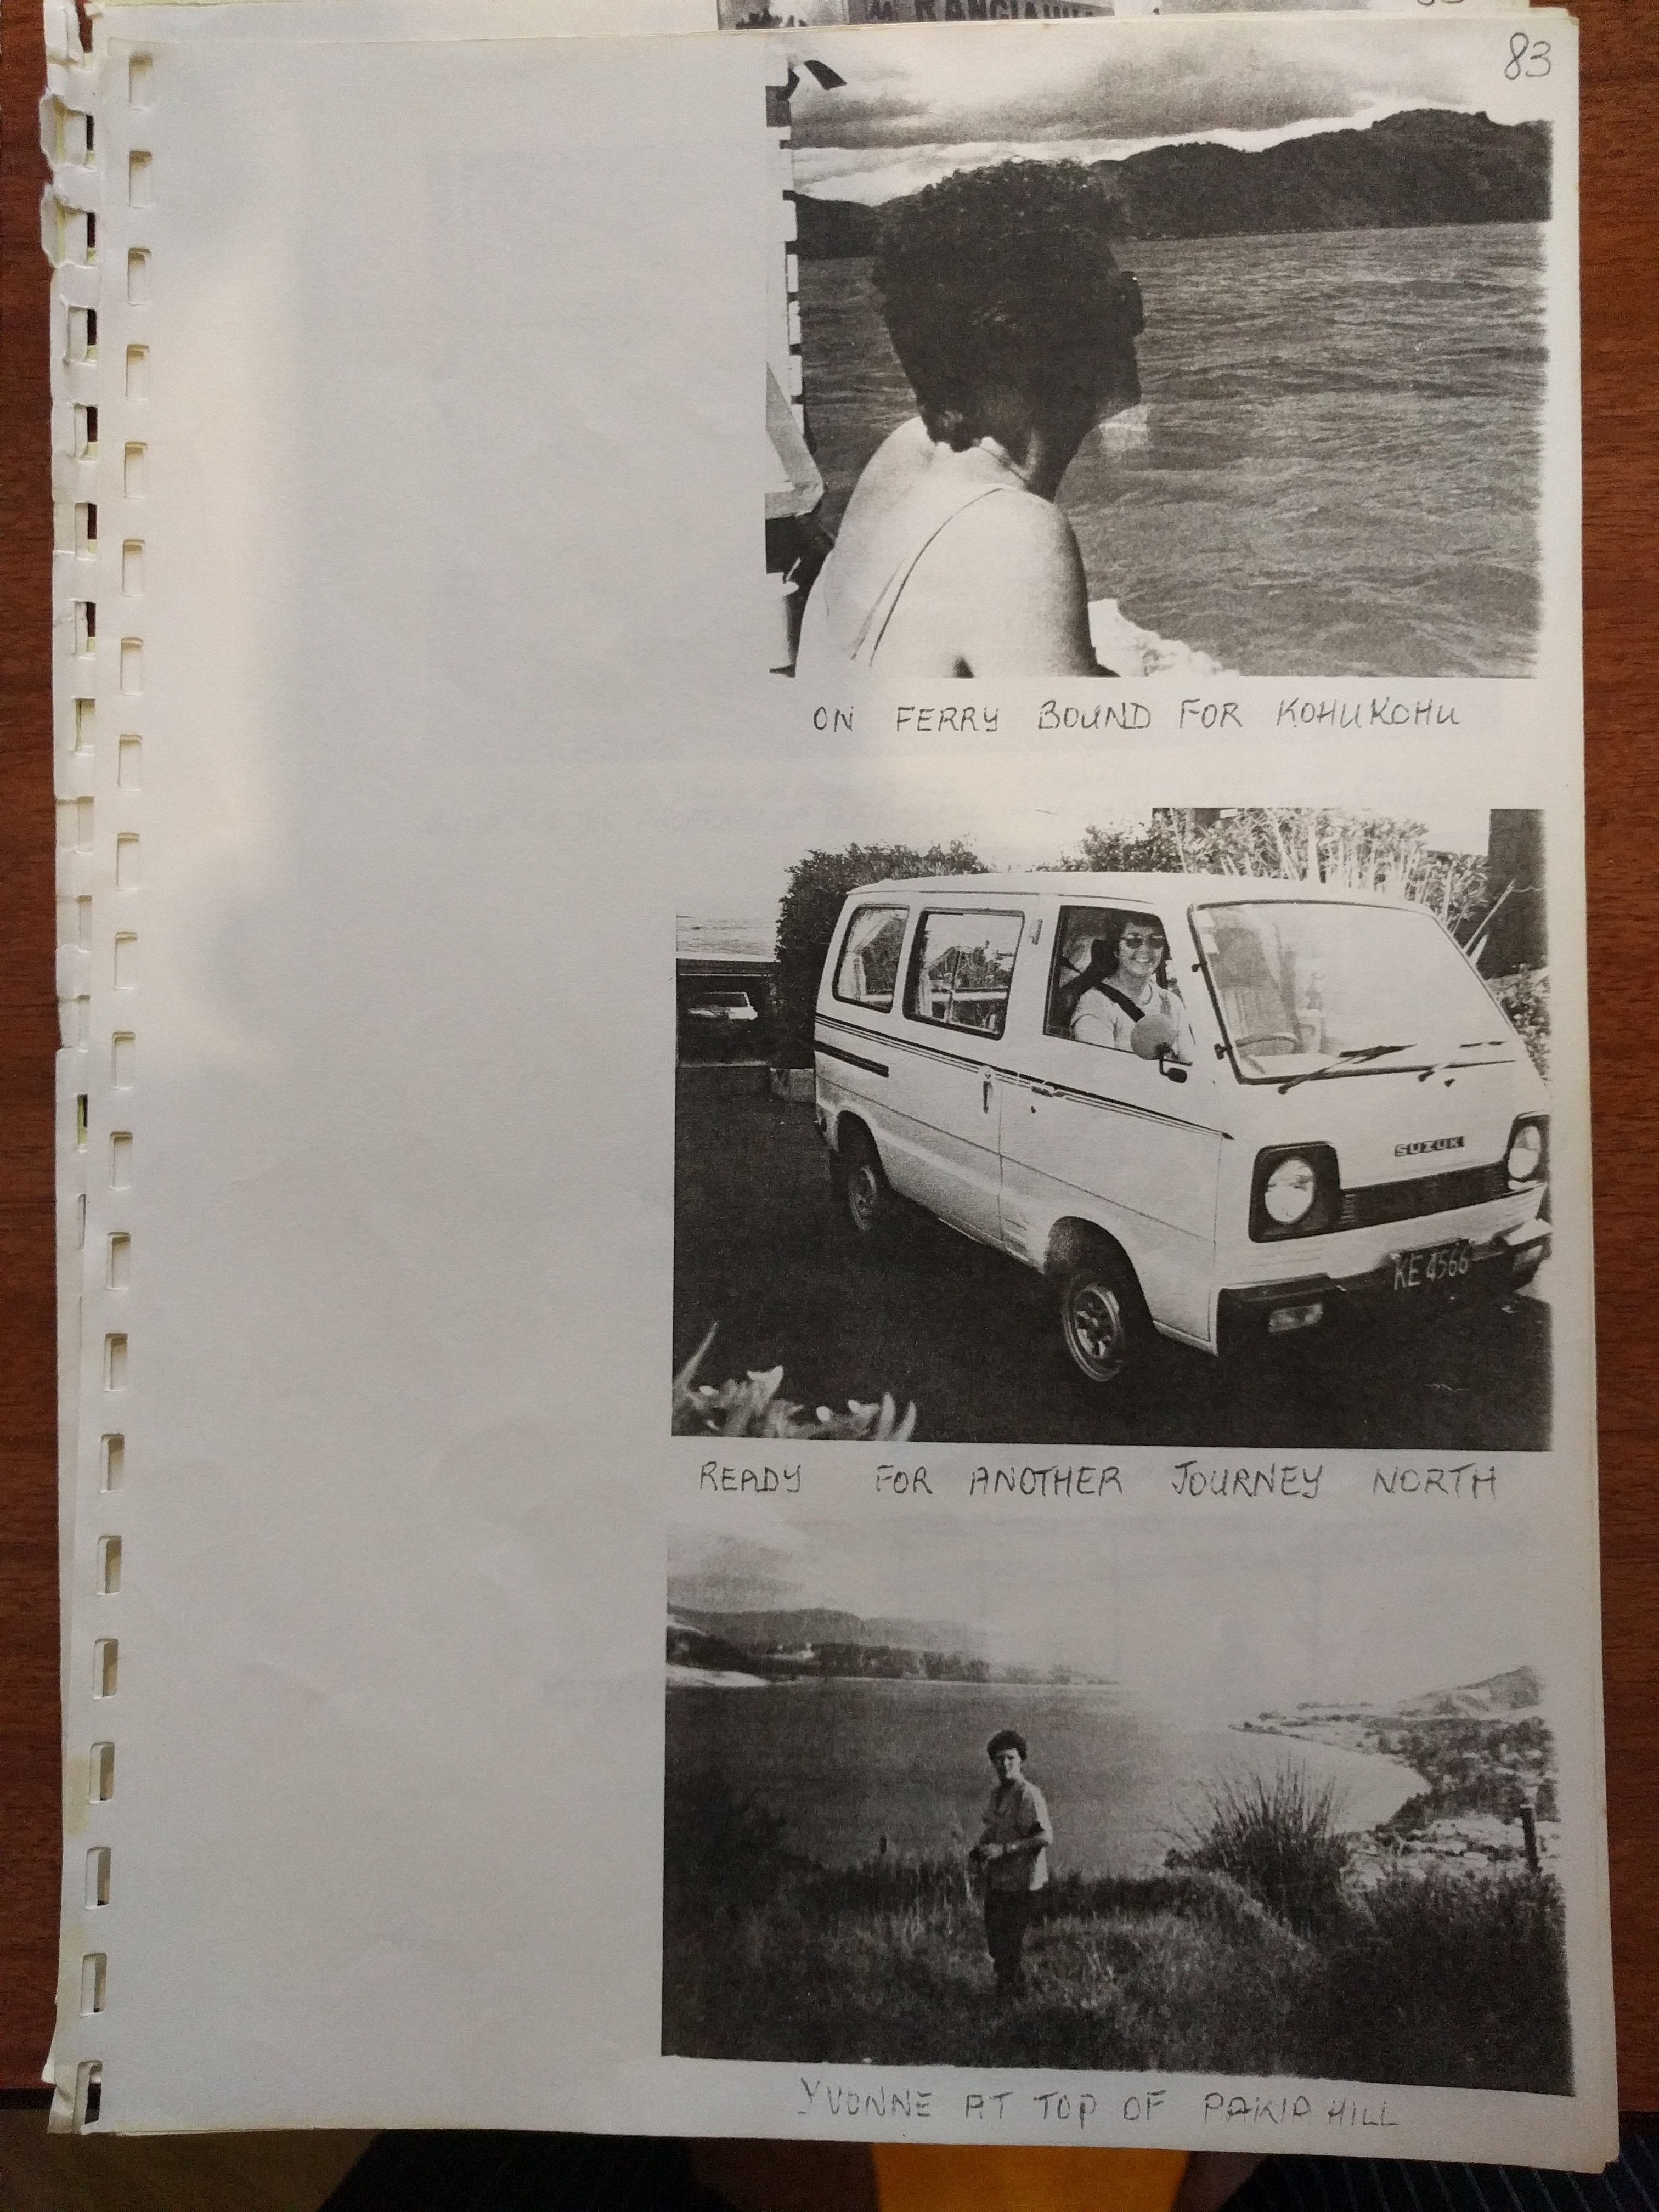 83
ON FERRY BOUND FOR KOHUKOHU
SUZUKI
KE 4566
READY FOR ANOTHER JOURNEY NORTH
YVONNE AT TOP OF PAKIA HILL